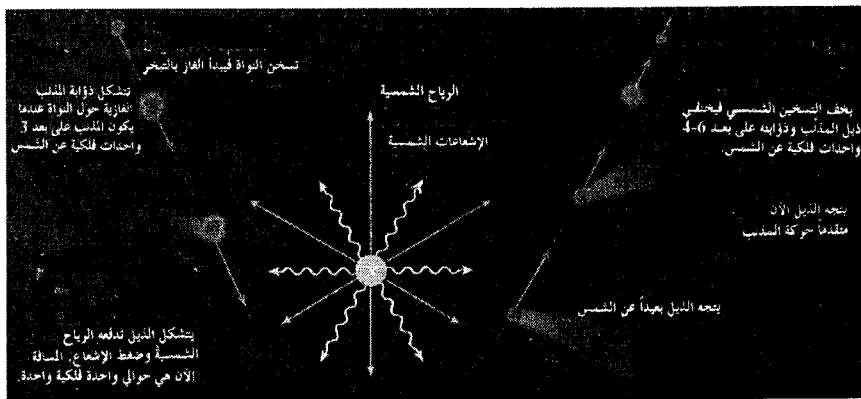 تسخن النواة فيبدأ الغاز بالتبخر
تتشكل ذؤابة المذنب
الغازية حول النواة عندما
يكون المذنب على بعد 3
واحدات فلكية عن الشمس
الرياح الشمسية
الإشعاعات الشمسية
يخف التسخين الشمسي فيختفي
ذيل المذنب وذؤابته على بعد 6-4
واحدات فلكية عن الشمس.
يتجه الذيل الآن
متقدماً حركة المذنب
يتجه الذيل بعيداً عن الشمس
يتشكل الذيل تدفعه الرياح
الشمسية وضغط الإشعاع. المسافة
الآن هي حوالي واحدة فلكية واحدة.